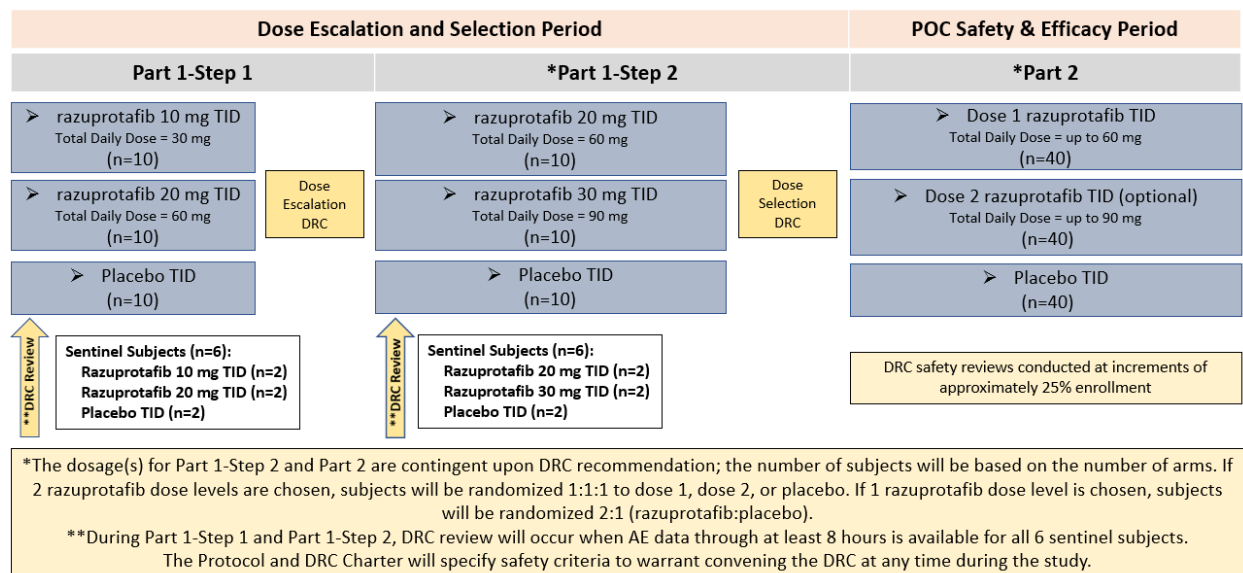 Dose Escalation and Selection Period
POC Safety & Efficacy Period
Part 1-Step 1
*Part 1-Step 2
*Part 2
➢ razuprotafib 10 mg TID
Total Daily Dose = 30 mg
(n=10)
➢ razuprotafib 20 mg TID
Total Daily Dose = 60 mg
(n=10)
➢ Placebo TID
(n=10)
Dose
Escalation
DRC
➢ razuprotafib 20 mg TID
Total Daily Dose = 60 mg
(n=10)
➢ razuprotafib 30 mg TID
Total Daily Dose = 90 mg
(n=10)
➢ Placebo TID
(n=10)
Dose
Selection
DRC
➢ Dose 1 razuprotafib TID
Total Daily Dose = up to 60 mg
(n=40)
➢ Dose 2 razuprotafib TID (optional)
Total Daily Dose = up to 90 mg
(n=40)
➢ Placebo TID
(n=40)
**DRC Review
Sentinel Subjects (n=6):
Razuprotafib 10 mg TID (n=2)
Razuprotafib 20 mg TID (n=2)
Placebo TID (n=2)
**DRC Review
Sentinel Subjects (n=6):
Razuprotafib 20 mg TID (n=2)
Razuprotafib 30 mg TID (n=2)
Placebo TID (n=2)
DRC safety reviews conducted at increments of
approximately 25% enrollment
*The dosage(s) for Part 1-Step 2 and Part 2 are contingent upon DRC recommendation; the number of subjects will be based on the number of arms. If
2 razuprotafib dose levels are chosen, subjects will be randomized 1:1:1 to dose 1, dose 2, or placebo. If 1 razuprotafib dose level is chosen, subjects
will be randomized 2:1 (razuprotafib:placebo).
**During Part 1-Step 1 and Part 1-Step 2, DRC review will occur when AE data through at least 8 hours is available for all 6 sentinel subjects.
The Protocol and DRC Charter will specify safety criteria to warrant convening the DRC at any time during the study.